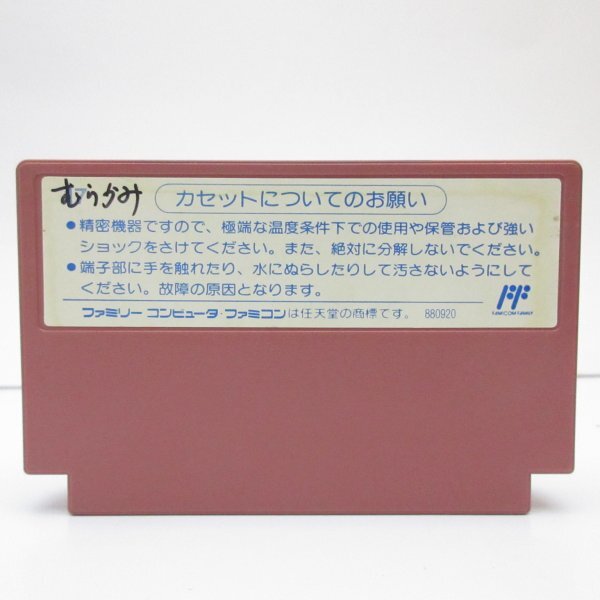 むらかみ
カセットについてのお願い
●精密機器ですので、極端な温度条件下での使用や保管および強い
ショックをさけてください。また、絶対に分解しないでください。
●端子部に手を触れたり、水にぬらしたりして汚さないようにして
ください。故障の原因となります。
ファミリー コンピュータ・ファミコンは任天堂の商標です。 880920
FF
FAMICOM FAMILY